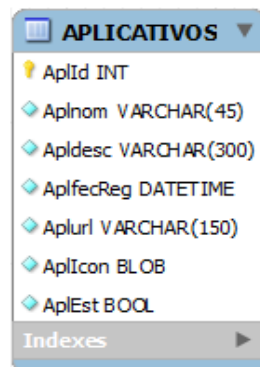 APLICATIVOS
AplId INT
Aplnom VARCHAR(45)
Apldesc VARCHAR(300)
AplfecReg DATETIME
Aplurl VARCHAR(150)
AplIcon BLOB
AplEst BOOL
Indexes